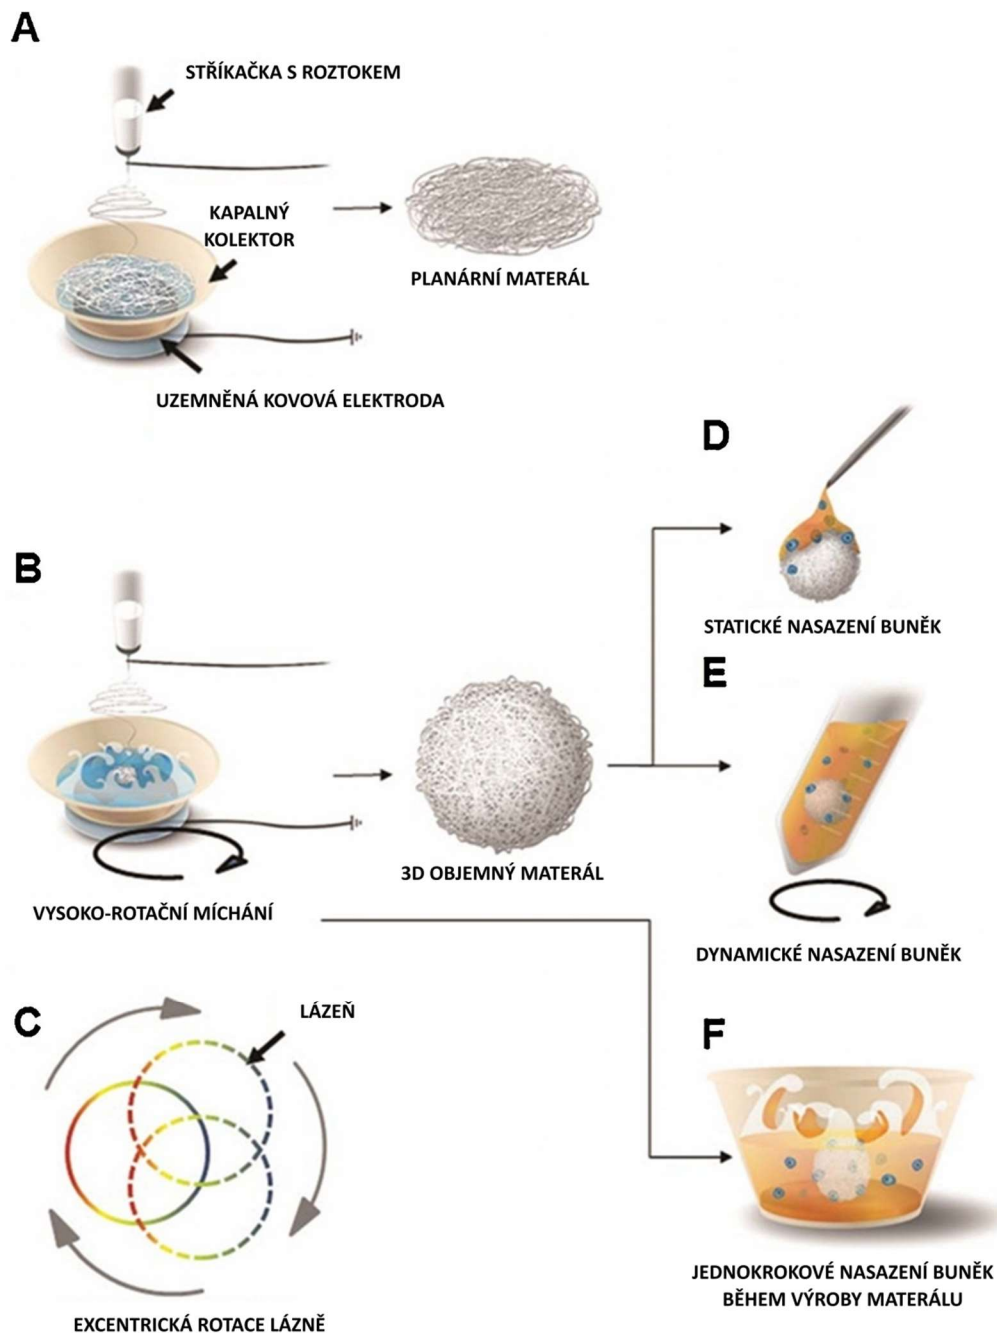 A
STŘÍKAČKA S ROZTOKEM
KAPALNÝ
KOLEKTOR
PLANÁRNÍ MATERÁL
UZEMNĚNÁ KOVOVÁ ELEKTRODA
D
STATICKÉ NASAZENÍ BUNĚK
B
3D OBJEMNÝ MATERÁL
VYSOKO-ROTAČNÍ MÍCHÁNÍ
E
DYNAMICKÉ NASAZENÍ BUNĚK
C
LÁZEŇ
EXCENTRICKÁ ROTACE LÁZNĚ
F
JEDNOKROKOVÉ NASAZENÍ BUNĚK
BĚHEM VÝROBY MATERÁLU